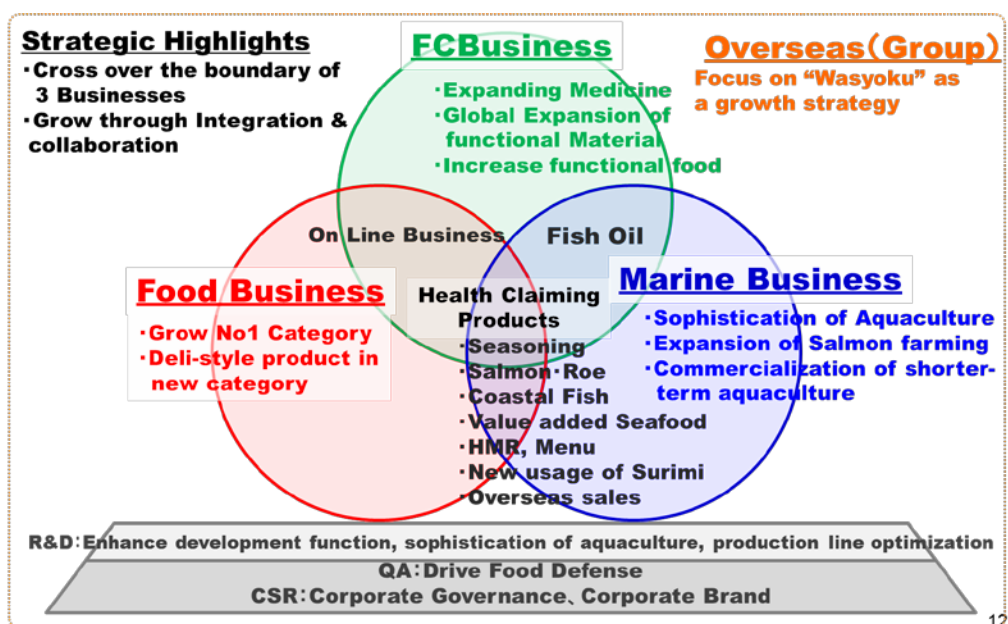 Strategic Highlights
・Cross over the boundary of
3 Businesses
・Grow through Integration &
collaboration
FCBusiness
・Expanding Medicine
・Global Expansion of
functional Material
・Increase functional food
Overseas(Group)
Focus on “Wasyoku” as
a growth strategy
On Line Business
Fish Oil
Food Business
・Grow No1 Category
・Deli-style product in
new category
Health Claiming
Products
・Seasoning
・Salmon・Roe
・Coastal Fish
・Value added Seafood
・HMR, Menu
・New usage of Surimi
・Overseas sales
Marine Business
・Sophistication of Aquaculture
・Expansion of Salmon farming
・Commercialization of shorter-
term aquaculture
R&D:Enhance development function, sophistication of aquaculture, production line optimization
QA:Drive Food Defense
CSR:Corporate Governance、Corporate Brand
12